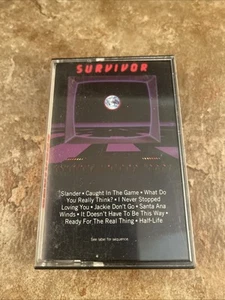 SURVIVOR
Slander • Caught In The Game • What Do
You Really Think? • I Never Stopped
Loving You • Jackie Don't Go • Santa Ana
Winds • It Doesn't Have To Be This Way •
Ready For The Real Thing • Half-Life
See label for sequence.